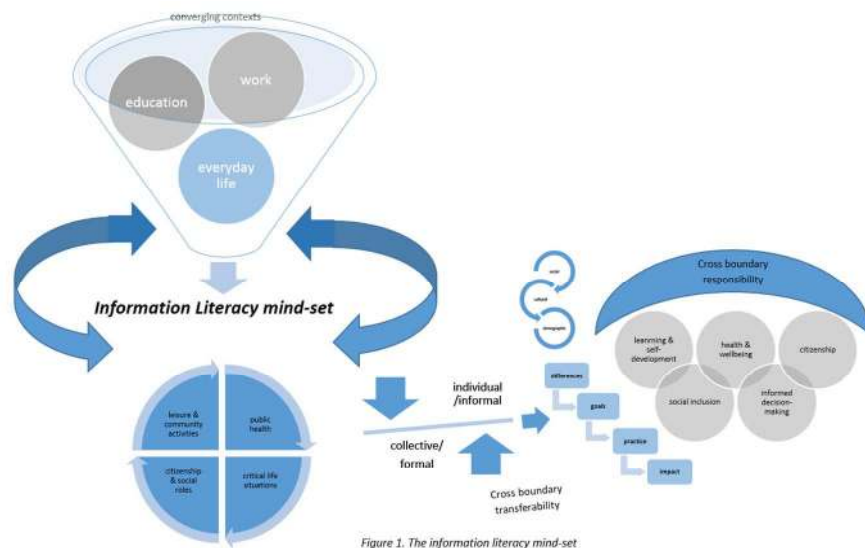 converging contexts
work
education
everyday
life
Information Literacy mind-set
leisure &
community
activities
public
health
citizenship
& social
roles
critical life
situations
individual
/informal
collective/
formal
Cross boundary
transferability
social
cultural
demographic
differences
goals
practice
impact
Cross boundary
responsibility
learning &
self-
development
health &
wellbeing
citizenship
social inclusion
informed
decision-
making
Figure 1. The information literacy mind-set